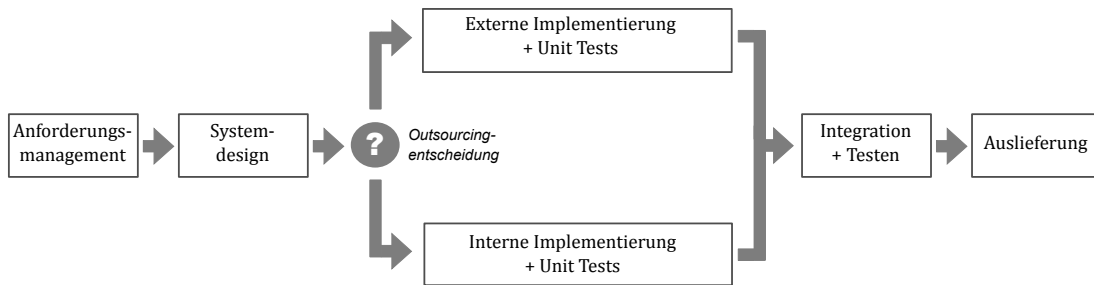 Externe Implementierung
+ Unit Tests
Anforderungs-
management
System-
design
?
Outsourcing-
entscheidung
Integration
+ Testen
Auslieferung
Interne Implementierung
+ Unit Tests